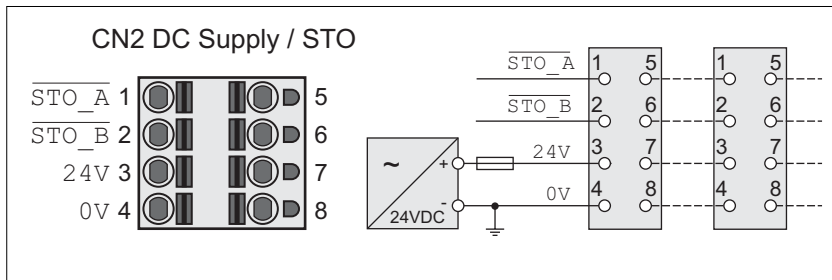 CN2 DC Supply / STO
STO_A 1 5
STO_B 2 6
24V 3 7
0V 4 8
STO_A 1 5 1 5
STO_B 2 6 2 6
~ + 24V 3 7 3 7
- 0V 4 8 4 8
24VDC